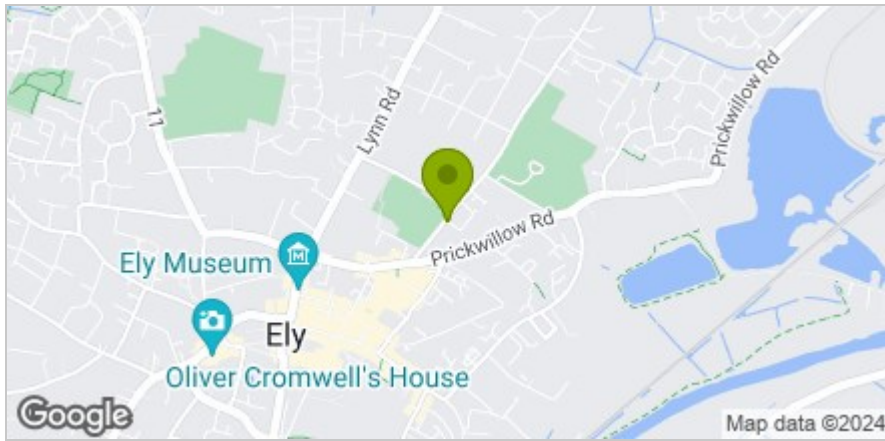 Lynn Rd
11
Prickwillow Rd
Prickwillow Rd
Ely Museum
M
Ely
Oliver Cromwell's House
Google
Map data ©2024